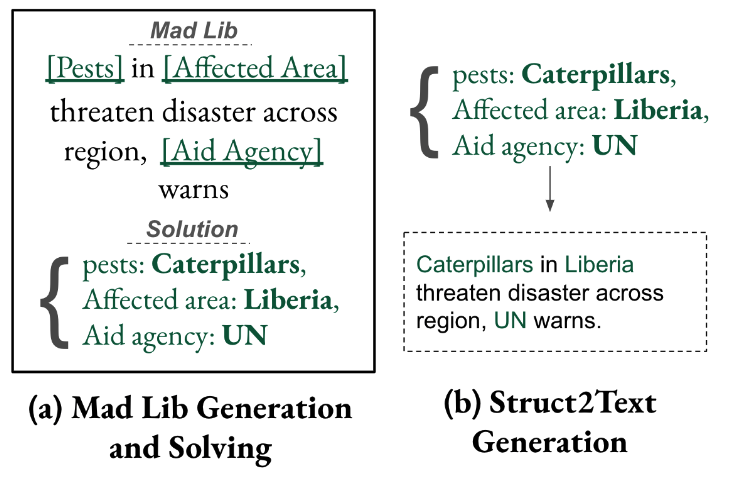 Mad Lib
[Pests] in [Affected Area]
threaten disaster across
region, [Aid Agency]
warns
Solution
{ pests: Caterpillars,
Affected area: Liberia,
Aid agency: UN
(a) Mad Lib Generation
and Solving
{ pests: Caterpillars,
Affected area: Liberia,
Aid agency: UN
Caterpillars in Liberia
threaten disaster across
region, UN warns.
(b) Struct2Text
Generation